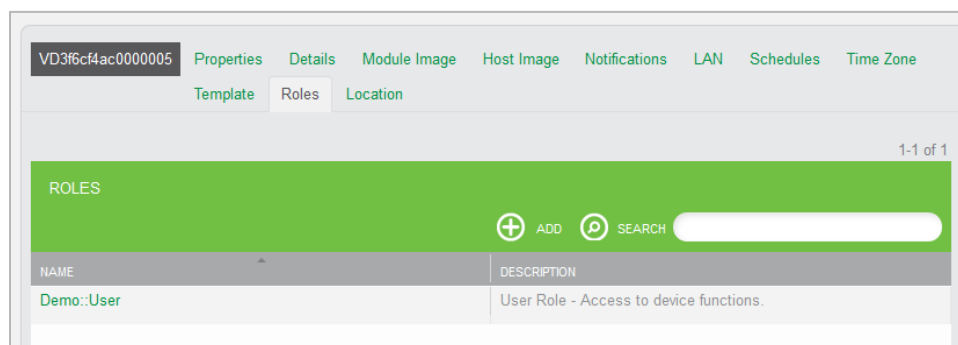 VD3f6cf4ac0000005 Properties Details Module Image Host Image Notifications LAN Schedules Time Zone
Template Roles Location
1-1 of 1
ROLES
ADD SEARCH
NAME DESCRIPTION
Demo::User User Role - Access to device functions.